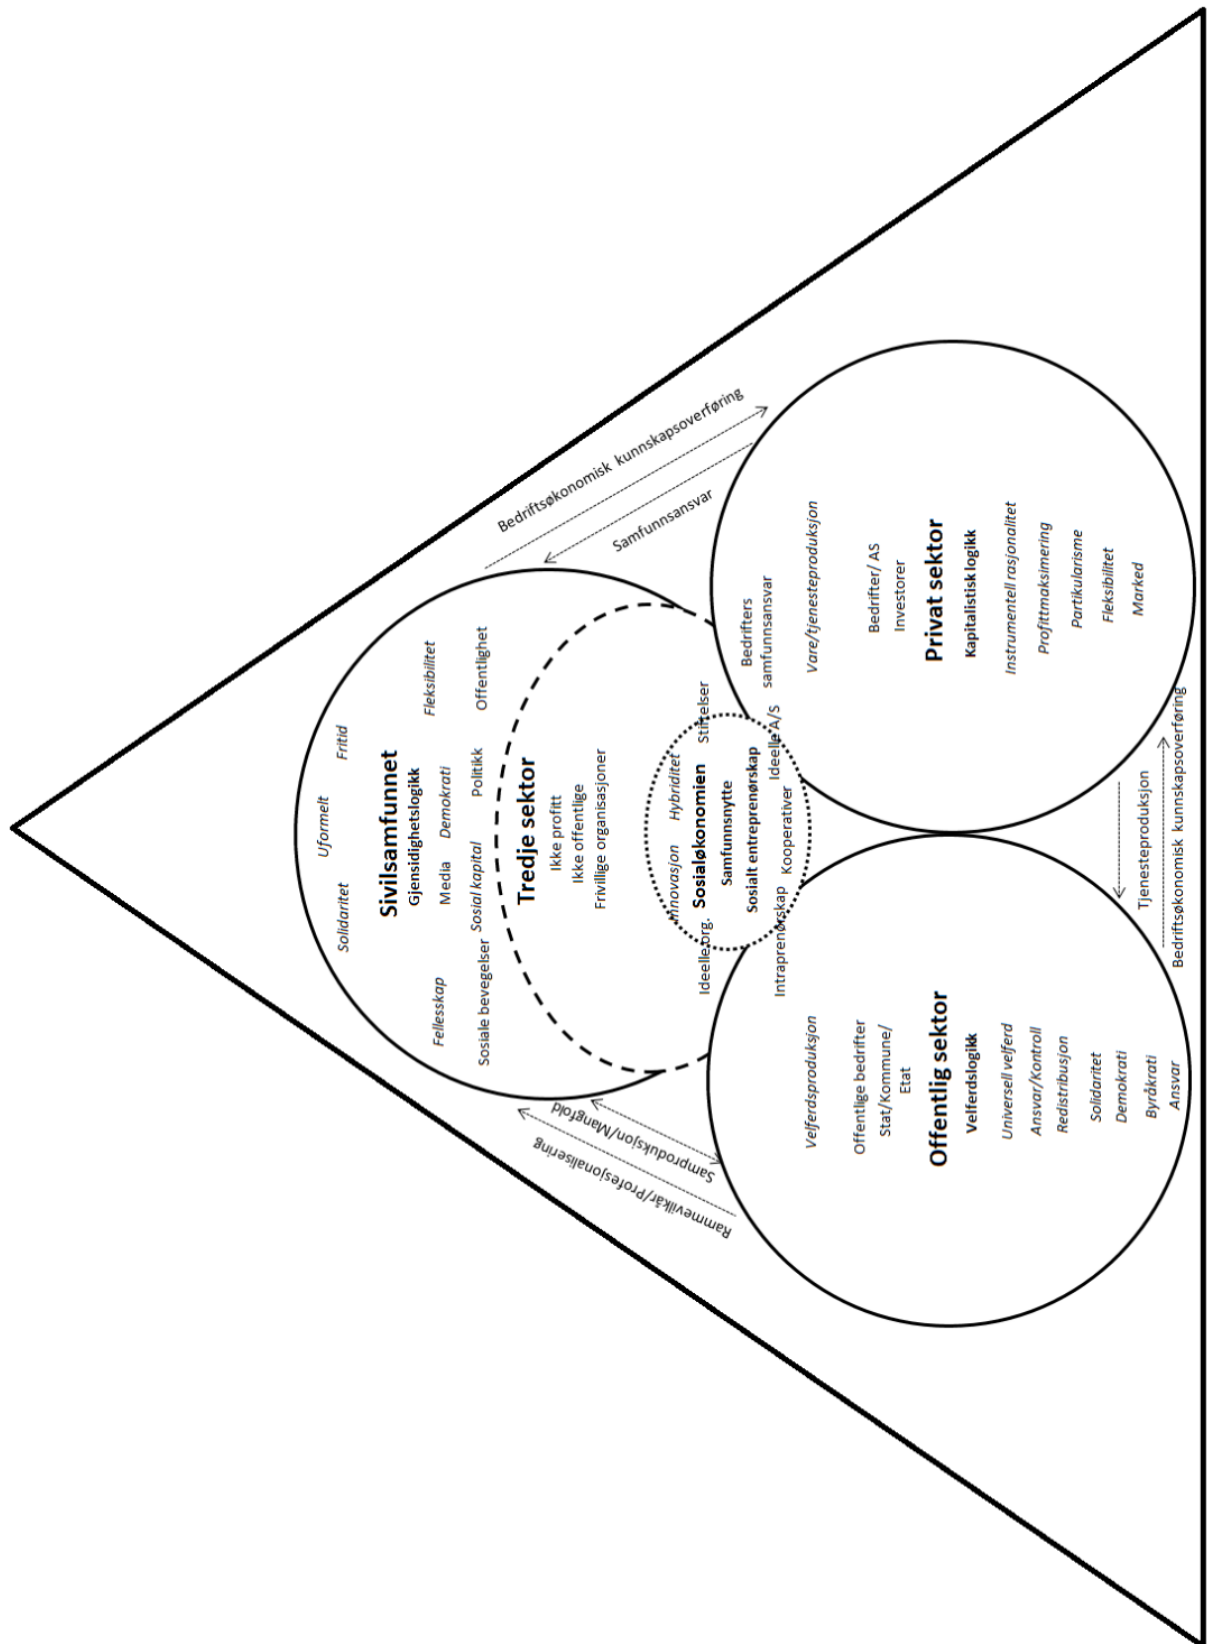 Uformelt
Solidaritet
Fritid
Sivilsamfunnet
Gjensidighetslogikk
Fellesskap
Media
Demokrati
Fleksibilitet
Sosiale bevegelser
Sosial kapital
Politikk
Offentlighet
Tredje sektor
Ikke profitt
Ikke offentlige
Frivillige organisasjoner
Innovasjon
Hybriditet
Ideelle org.
Sosialøkonomien
Stiftelser
Samfunnsnytte
Sosialt entreprenørskap
Intraprenørskap
Kooperativer
Ideelle A/S
Bedrifters
samfunnsansvar
Rammevilkår/Profesjonalisering
Samproduksjon/Mangfold
Bedriftsøkonomisk kunnskapsoverføring
Samfunnsansvar
Velferdsproduksjon
Offentlige bedrifter
Stat/Kommune/
Etat
Offentlig sektor
Velferdslogikk
Universell velferd
Ansvar/Kontroll
Redistribusjon
Solidaritet
Demokrati
Byråkrati
Ansvar
Vare/tjenesteproduksjon
Bedrifter/ AS
Investorer
Privat sektor
Kapitalistisk logikk
Instrumentell rasjonalitet
Profittmaksimering
Partikularisme
Fleksibilitet
Marked
Tjenesteproduksjon
Bedriftsøkonomisk kunnskapsoverføring